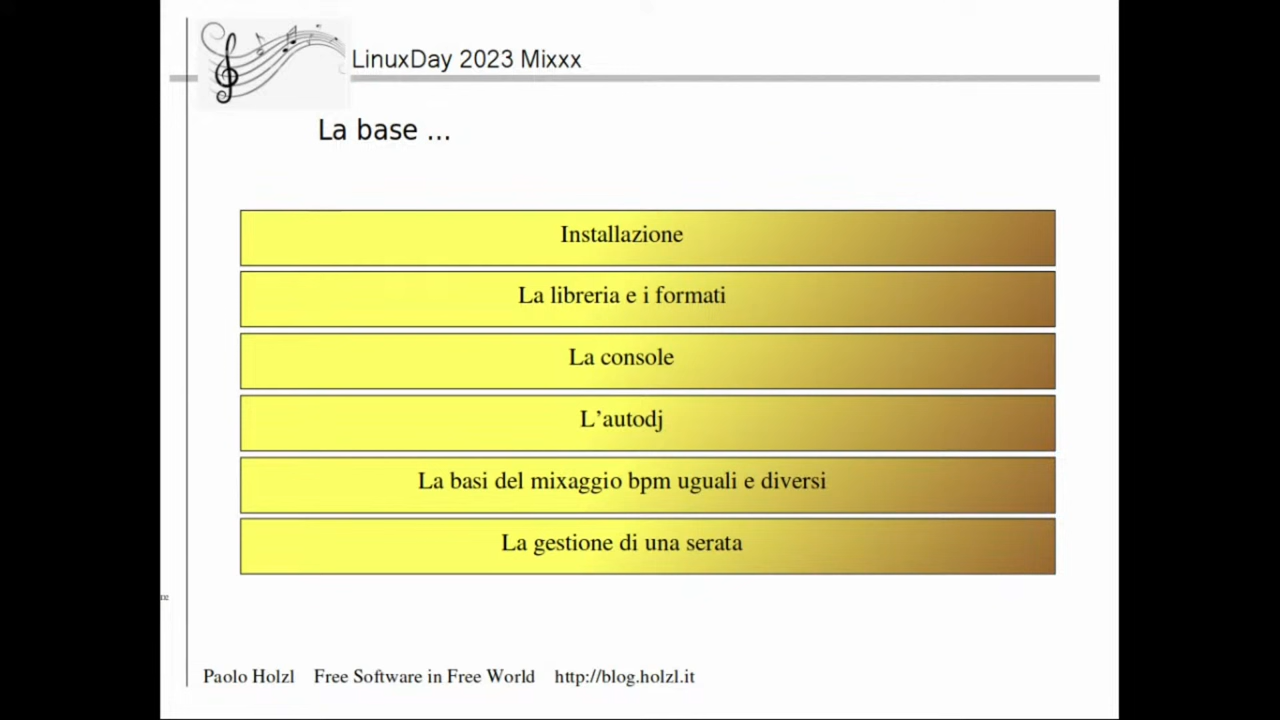 LinuxDay 2023 Mixxx
La base ...
Installazione
La libreria e i formati
La console
L’autodj
La basi del mixaggio bpm uguali e diversi
La gestione di una serata
re
Paolo Holzl Free Software in Free World http://blog.holzl.it